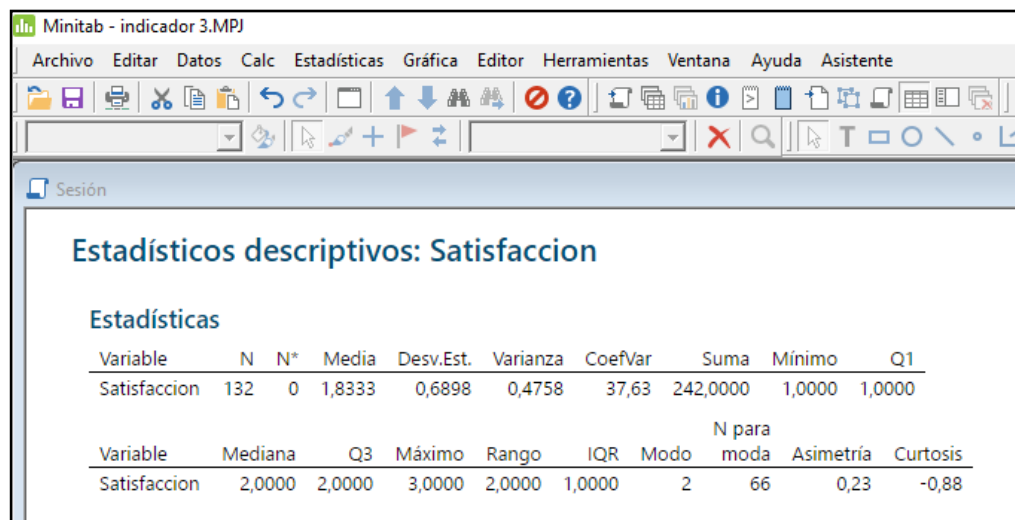 Minitab - indicador 3.MPJ
Archivo Editar Datos Calc Estadísticas Gráfica Editor Herramientas Ventana Ayuda Asistente
Sesión
Estadísticos descriptivos: Satisfaccion
Estadísticas
Variable N N* Media Desv.Est. Varianza CoefVar Suma Mínimo Q1
Satisfaccion 132 0 1,8333 0,6898 0,4758 37,63 242,0000 1,0000 1,0000
N para
Variable Mediana Q3 Máximo Rango IQR Modo moda Asimetría Curtosis
Satisfaccion 2,0000 2,0000 3,0000 2,0000 1,0000 2 66 0,23 -0,88